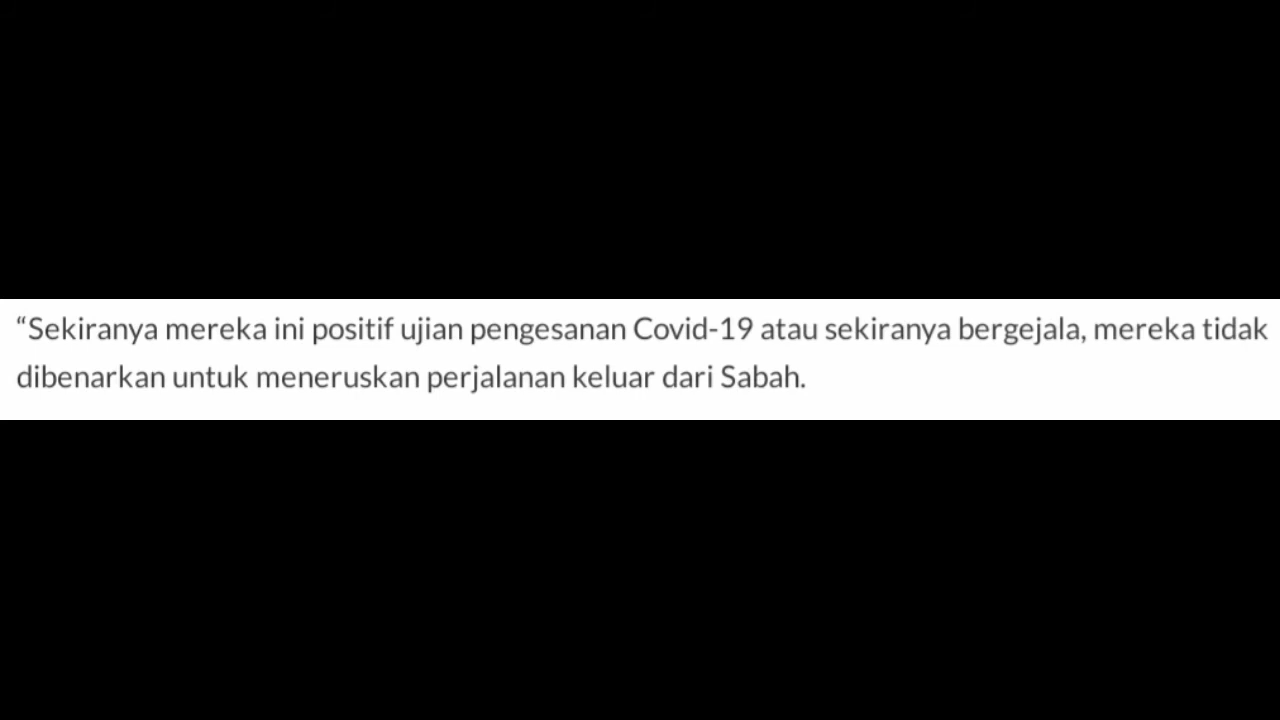 “Sekiranya mereka ini positif ujian pengesanan Covid-19 atau sekiranya bergejala, mereka tidak
dibenarkan untuk meneruskan perjalanan keluar dari Sabah.